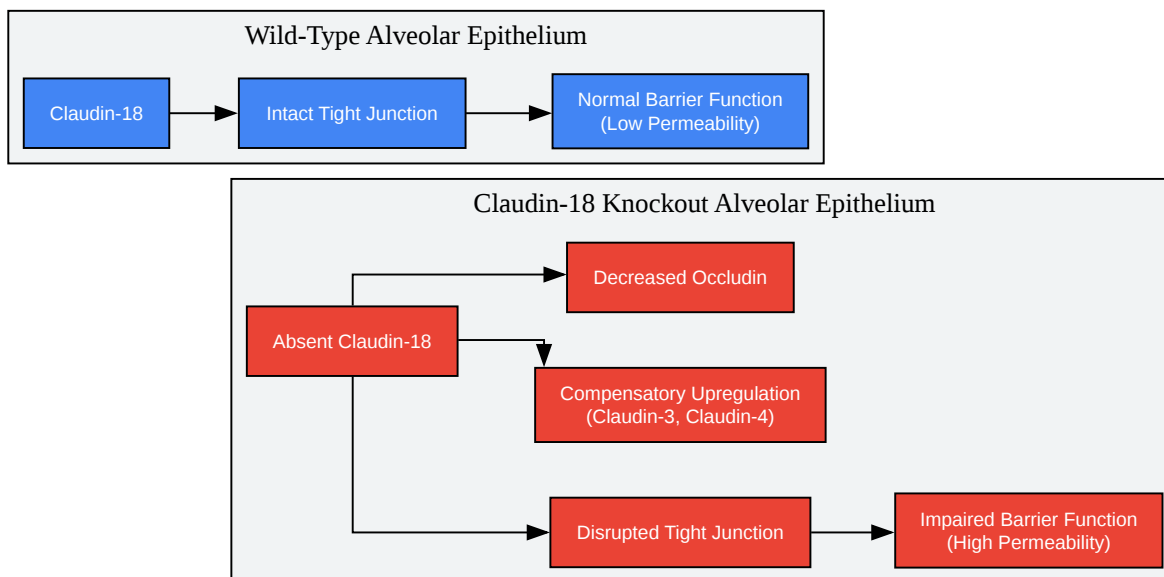 Wild-Type Alveolar Epithelium
Claudin-18
Intact Tight Junction
Normal Barrier Function
(Low Permeability)
Claudin-18 Knockout Alveolar Epithelium
Decreased Occludin
Absent Claudin-18
Compensatory Upregulation
(Claudin-3, Claudin-4)
Disrupted Tight Junction
Impaired Barrier Function
(High Permeability)